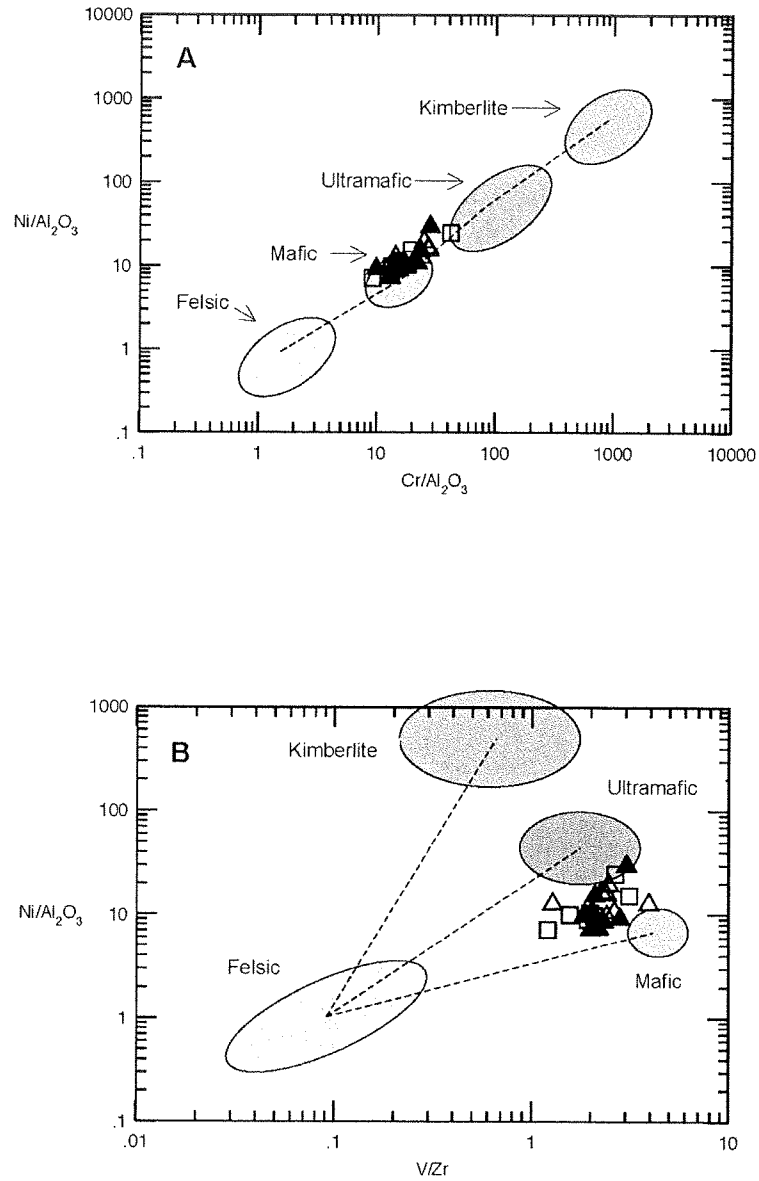 10000
A
1000
Kimberlite
Ultramafic
100
Ni/Al2O3
Mafic
10
Felsic
1
.1
.1 1 10 100 1000 10000
Cr/Al2O3
1000
B
Kimberlite
Ultramafic
100
Ni/Al2O3
10
Felsic
Mafic
1
.1
.01 .1 1 10
V/Zr